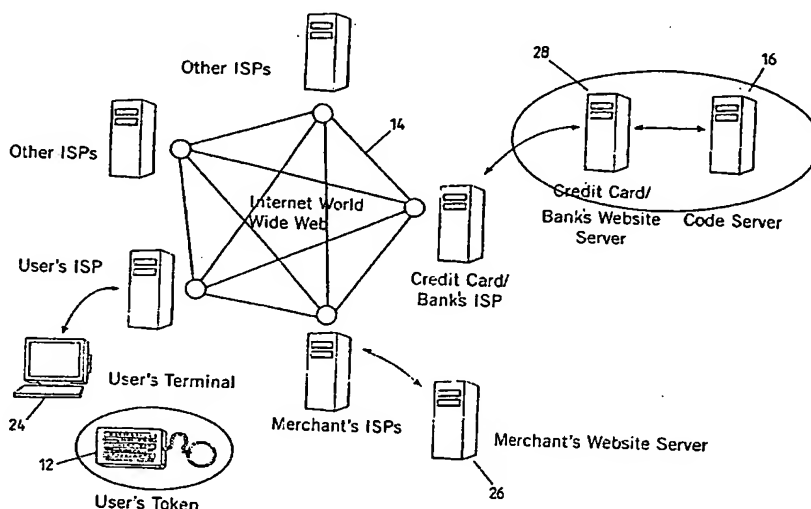 Other ISPs
28
16
Other ISPs
14
Internet World
Wide Web
Credit Card/
Bank's Website
Server
Code Server
User's ISP
Credit Card/
Bank's ISP
User's Terminal
24
Merchant's ISPs
12
Merchant's Website Server
26
User's Token